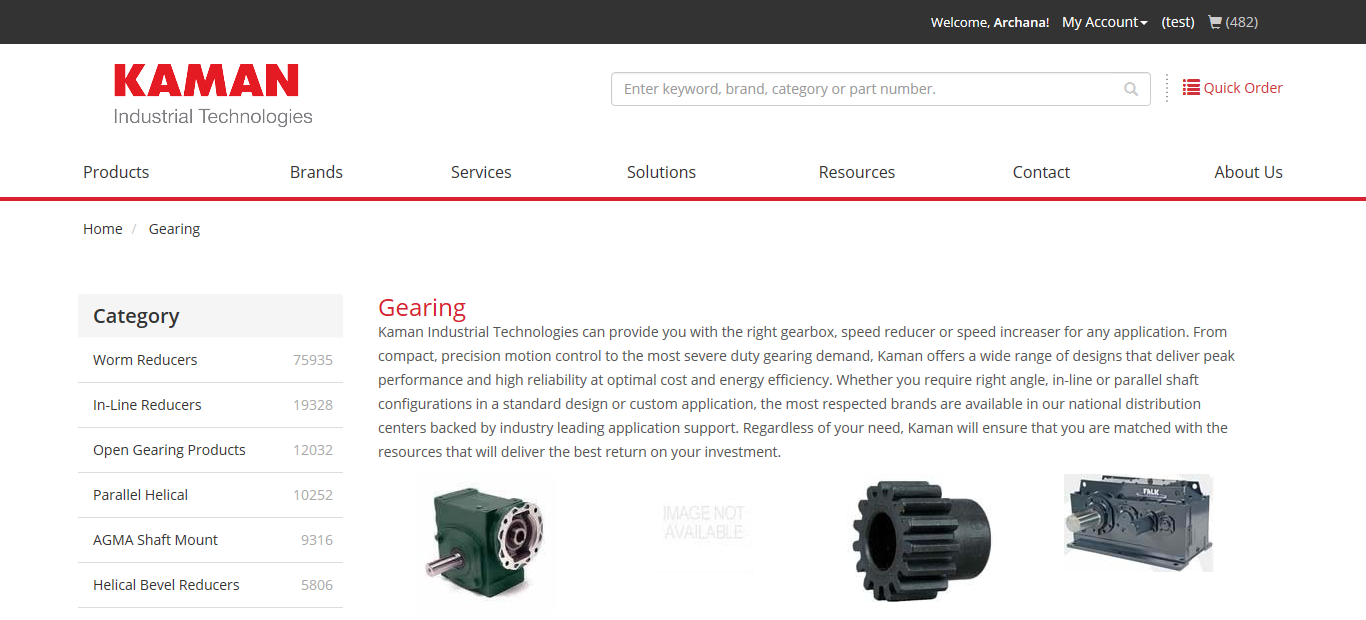 Welcome, Archana! My Account (test) (482)
KAMAN
Industrial Technologies
Enter keyword, brand, category or part number.
Quick Order
Products Brands Services Solutions Resources Contact About Us
Home / Gearing
Category
Worm Reducers 75935
In-Line Reducers 19328
Open Gearing Products 12032
Parallel Helical 10252
AGMA Shaft Mount 9316
Helical Bevel Reducers 5806
Gearing
Kaman Industrial Technologies can provide you with the right gearbox, speed reducer or speed increaser for any application. From
compact, precision motion control to the most severe duty gearing demand, Kaman offers a wide range of designs that deliver peak
performance and high reliability at optimal cost and energy efficiency. Whether you require right angle, in-line or parallel shaft
configurations in a standard design or custom application, the most respected brands are available in our national distribution
centers backed by industry leading application support. Regardless of your need, Kaman will ensure that you are matched with the
resources that will deliver the best return on your investment.
IMAGE NOT
AVAILABLE
FALK